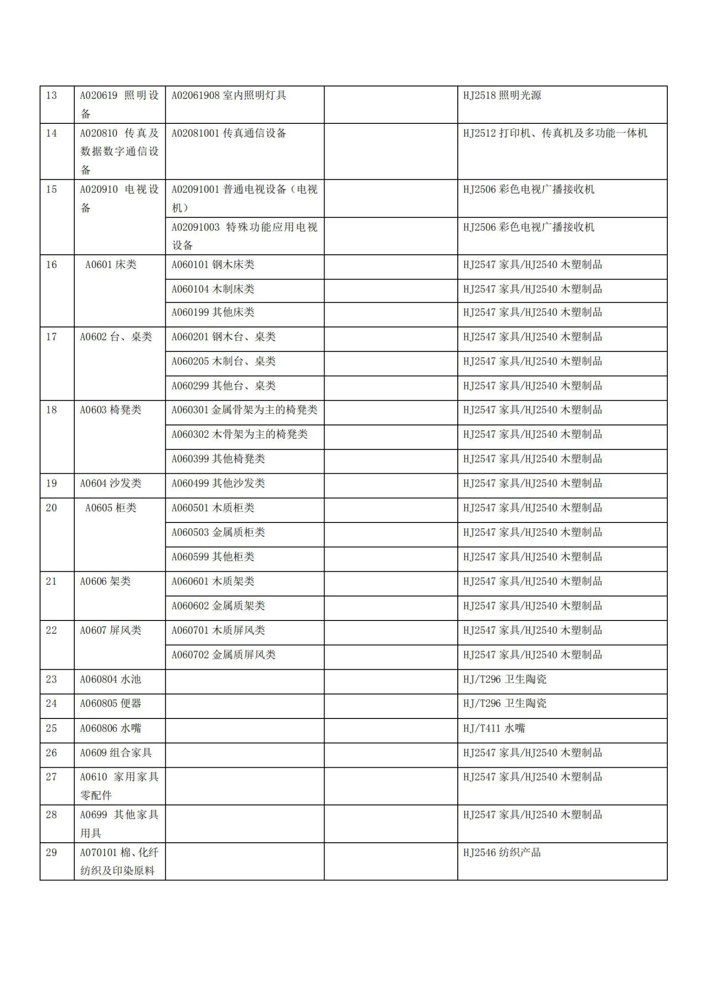 13 A020619 照明设 A02061908 室内照明灯具 HJ2518 照明光源
备
14 A020810 传真及 A02081001 传真通信设备 HJ2512 打印机、传真机及多功能一体机
数据数字通信设
备
15 A020910 电视设 A02091001 普通电视设备（电视 HJ2506 彩色电视广播接收机
备 机）
A02091003 特殊功能应用电视 HJ2506 彩色电视广播接收机
设备
16 A0601 床类 A060101 钢木床类 HJ2547 家具/HJ2540 木塑制品
A060104 木制床类 HJ2547 家具/HJ2540 木塑制品
A060199 其他床类 HJ2547 家具/HJ2540 木塑制品
17 A0602 台、桌类 A060201 钢木台、桌类 HJ2547 家具/HJ2540 木塑制品
A060205 木制台、桌类 HJ2547 家具/HJ2540 木塑制品
A060299 其他台、桌类 HJ2547 家具/HJ2540 木塑制品
18 A0603 椅凳类 A060301 金属骨架为主的椅凳类 HJ2547 家具/HJ2540 木塑制品
A060302 木骨架为主的椅凳类 HJ2547 家具/HJ2540 木塑制品
A060399 其他椅凳类 HJ2547 家具/HJ2540 木塑制品
19 A0604 沙发类 A060499 其他沙发类 HJ2547 家具/HJ2540 木塑制品
20 A0605 柜类 A060501 木质柜类 HJ2547 家具/HJ2540 木塑制品
A060503 金属质柜类 HJ2547 家具/HJ2540 木塑制品
A060599 其他柜类 HJ2547 家具/HJ2540 木塑制品
21 A0606 架类 A060601 木质架类 HJ2547 家具/HJ2540 木塑制品
A060602 金属质架类 HJ2547 家具/HJ2540 木塑制品
22 A0607 屏风类 A060701 木质屏风类 HJ2547 家具/HJ2540 木塑制品
A060702 金属质屏风类 HJ2547 家具/HJ2540 木塑制品
23 A060804 水池 HJ/T296 卫生陶瓷
24 A060805 便器 HJ/T296 卫生陶瓷
25 A060806 水嘴 HJ/T411 水嘴
26 A0609 组合家具 HJ2547 家具/HJ2540 木塑制品
27 A0610 家用家具 HJ2547 家具/HJ2540 木塑制品
零配件
28 A0699 其他家具 HJ2547 家具/HJ2540 木塑制品
用具
29 A070101 棉、化纤 HJ2546 纺织产品
纺织及印染原料